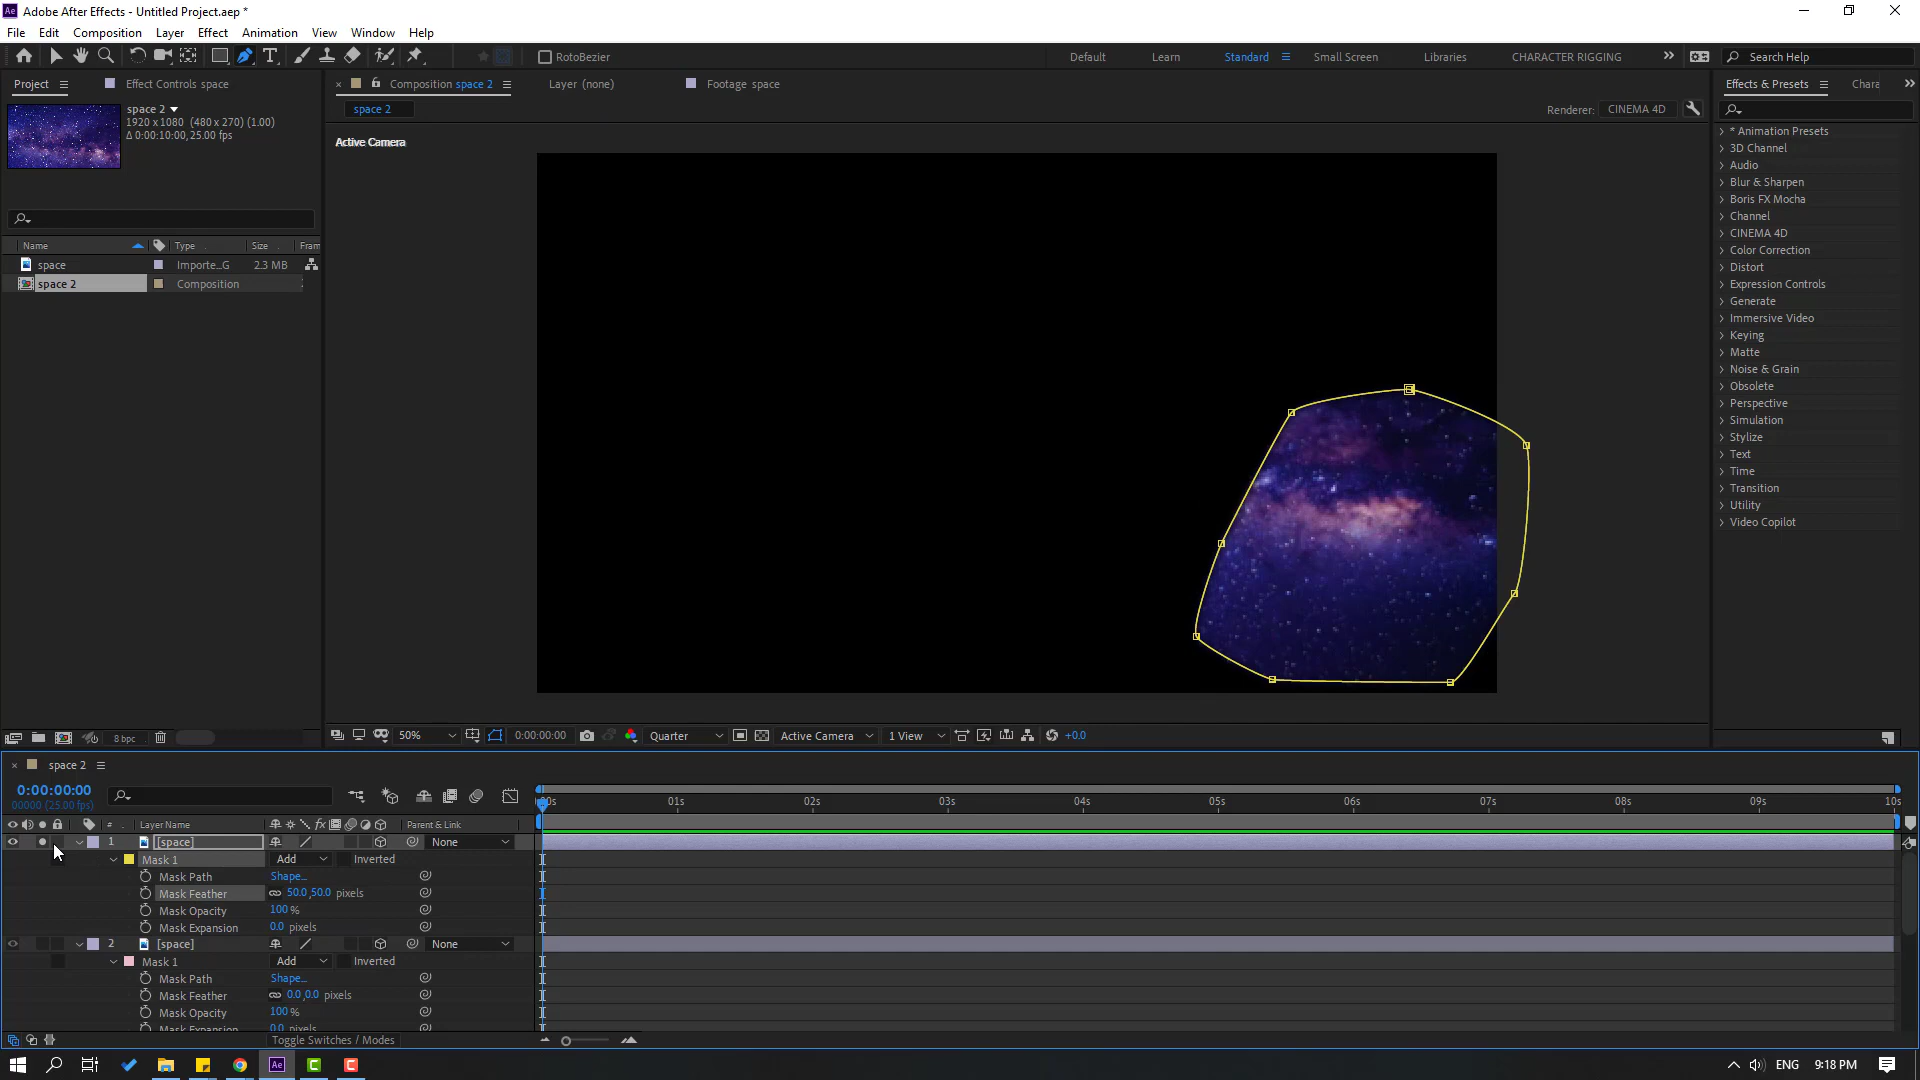 Adobe After Effects - Untitled Project.aep *
File Edit Composition Layer Effect Animation View Window Help
RotoBezier Default Learn Standard Small Screen Libraries CHARACTER RIGGING Search Help
Project Effect Controls space Composition space 2 Layer (none) Footage space Effects & Presets Chara
space 2
1920 x 1080 (480 x 270) (1.00)
Δ 0:00:10:00, 25.00 fps
space 2 Renderer: CINEMA 4D
Active Camera
* Animation Presets
3D Channel
Audio
Blur & Sharpen
Boris FX Mocha
Channel
CINEMA 4D
Color Correction
Distort
Expression Controls
Generate
Immersive Video
Keying
Matte
Noise & Grain
Obsolete
Perspective
Simulation
Stylize
Text
Time
Transition
Utility
Video Copilot
Name Type Size Fram
space Importe...G 2.3 MB
space 2 Composition
8 bpc 50% 0:00:00:00 Quarter Active Camera 1 View +0.0
space 2
0:00:00:00
00000 (25.00 fps)
:00s 01s 02s 03s 04s 05s 06s 07s 08s 09s 10s
# Layer Name fx Parent & Link
1 [space] None
Mask 1 Add Inverted
Mask Path Shape...
Mask Feather 50.0,50.0 pixels
Mask Opacity 100 %
Mask Expansion 0.0 pixels
2 [space] None
Mask 1 Add Inverted
Mask Path Shape...
Mask Feather 0.0,0.0 pixels
Mask Opacity 100 %
Mask Expansion 0.0 pixels
Toggle Switches / Modes
Ae ENG 9:18 PM